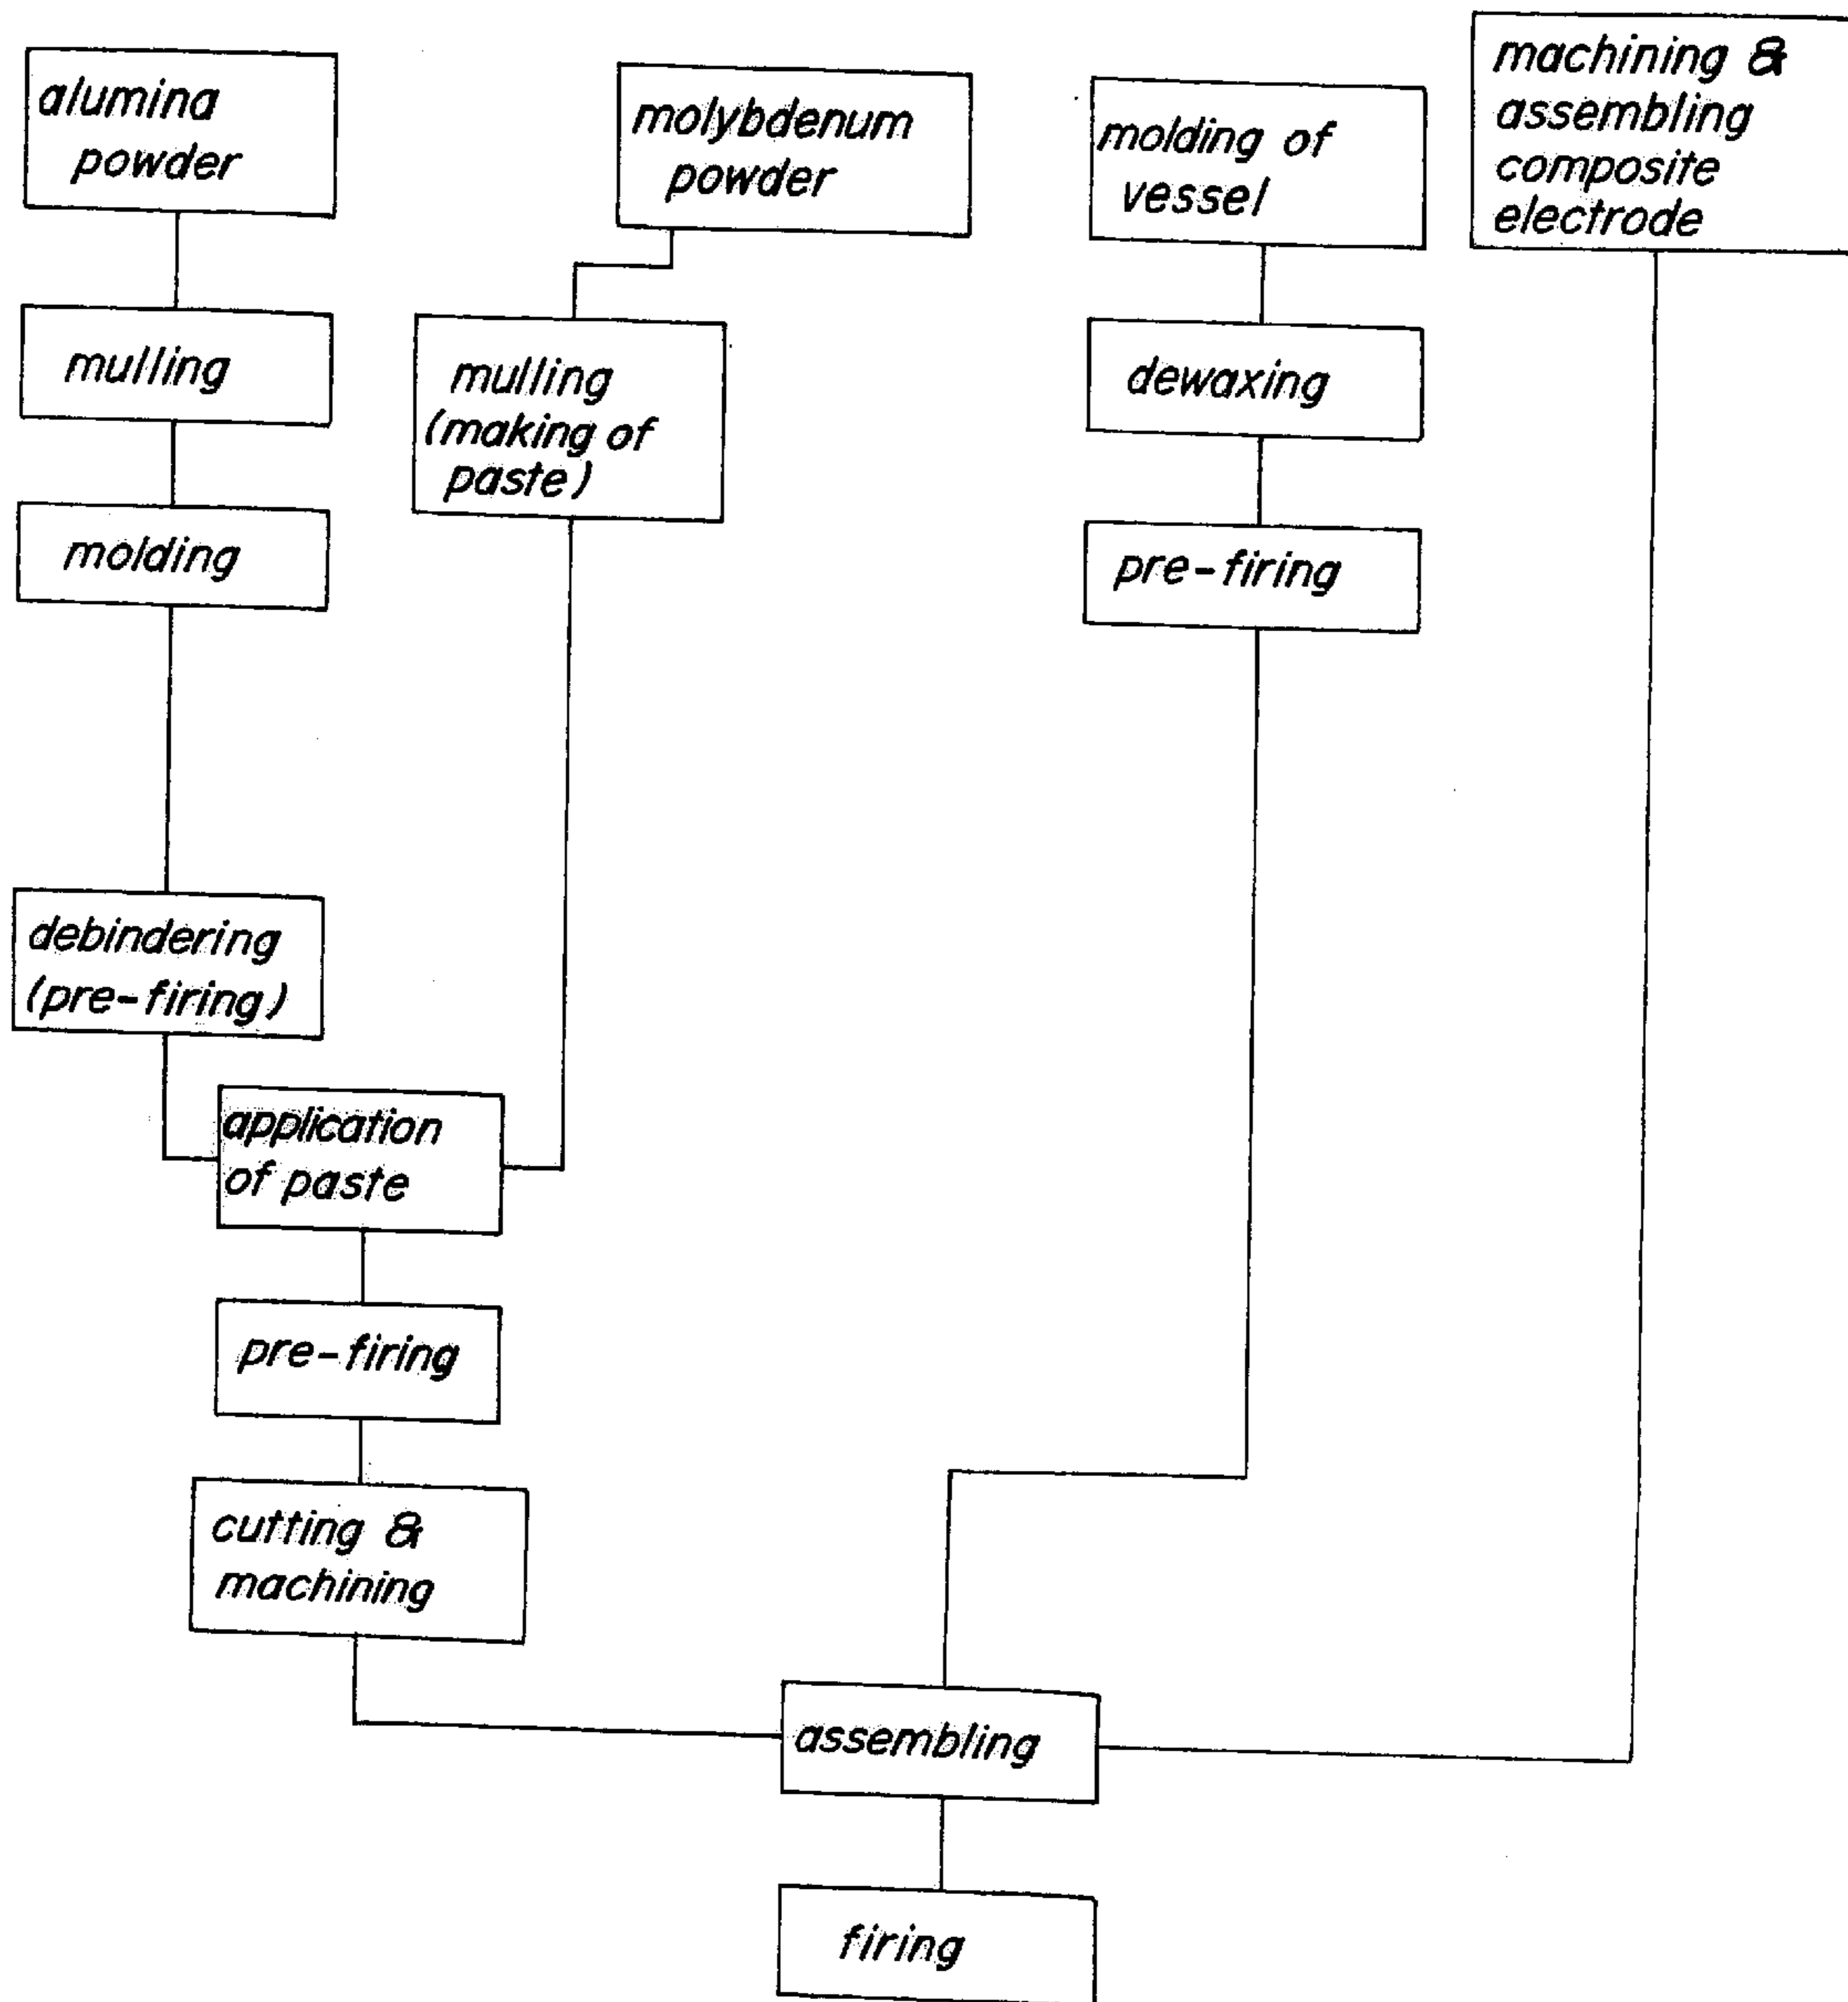 alumina
powder
molybdenum
powder
molding of
vessel
machining &
assembling
composite
electrode
mulling
mulling
(making of
paste)
dewaxing
molding
pre-firing
debindering
(pre-firing)
application
of paste
pre-firing
cutting &
machining
assembling
firing